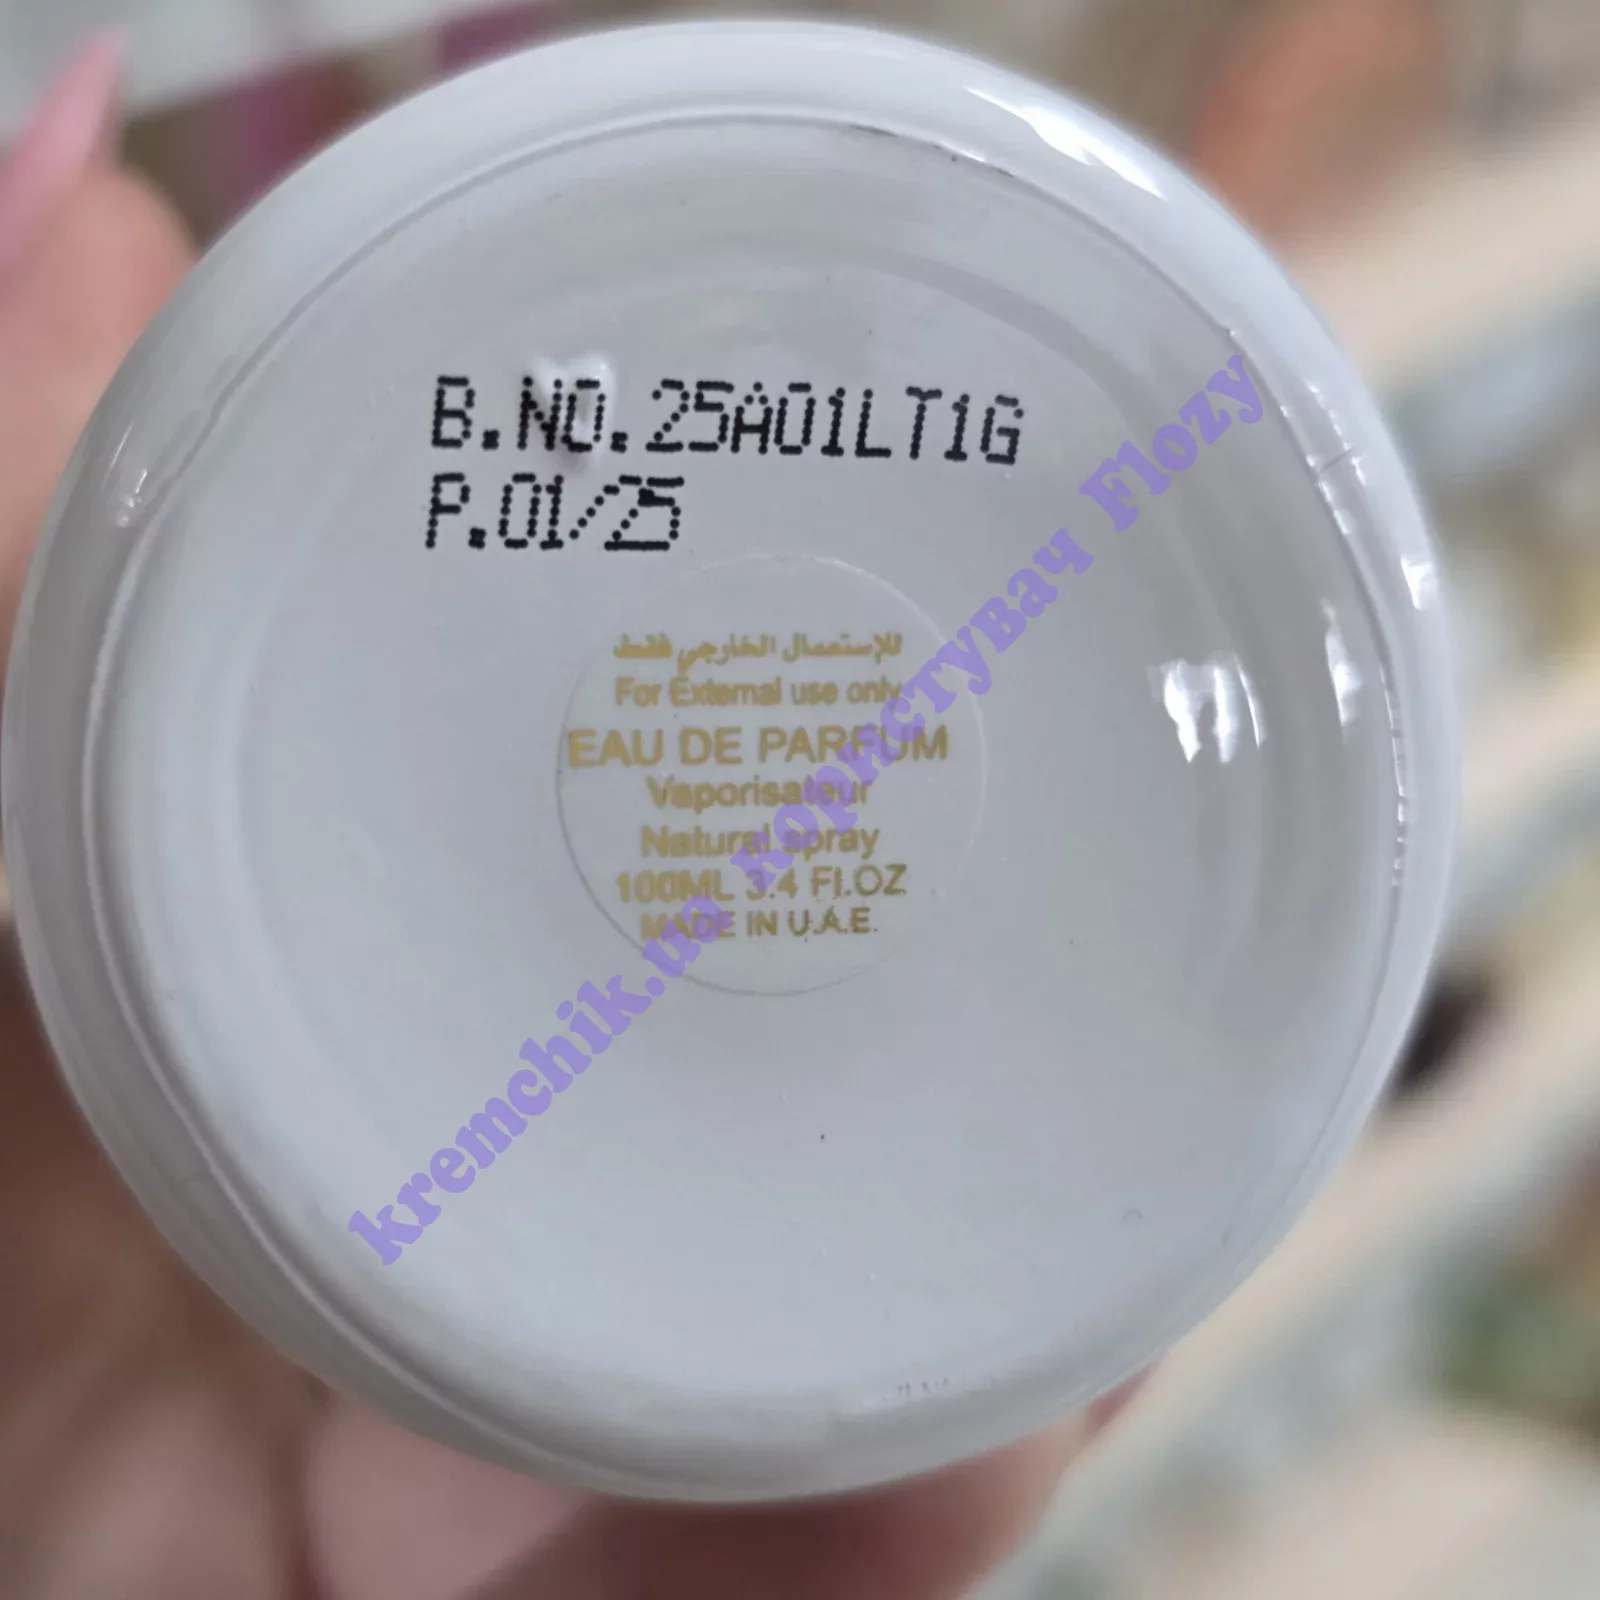 B.NO.25A01LT1G
P.01/25
للإستعمال الخارجي فقط
For External use only
EAU DE PARFUM
Vaporisateur
Natural spray
100ML 3.4 FI.OZ
MADE IN U.A.E.
kremchik.ua користувач Flozy